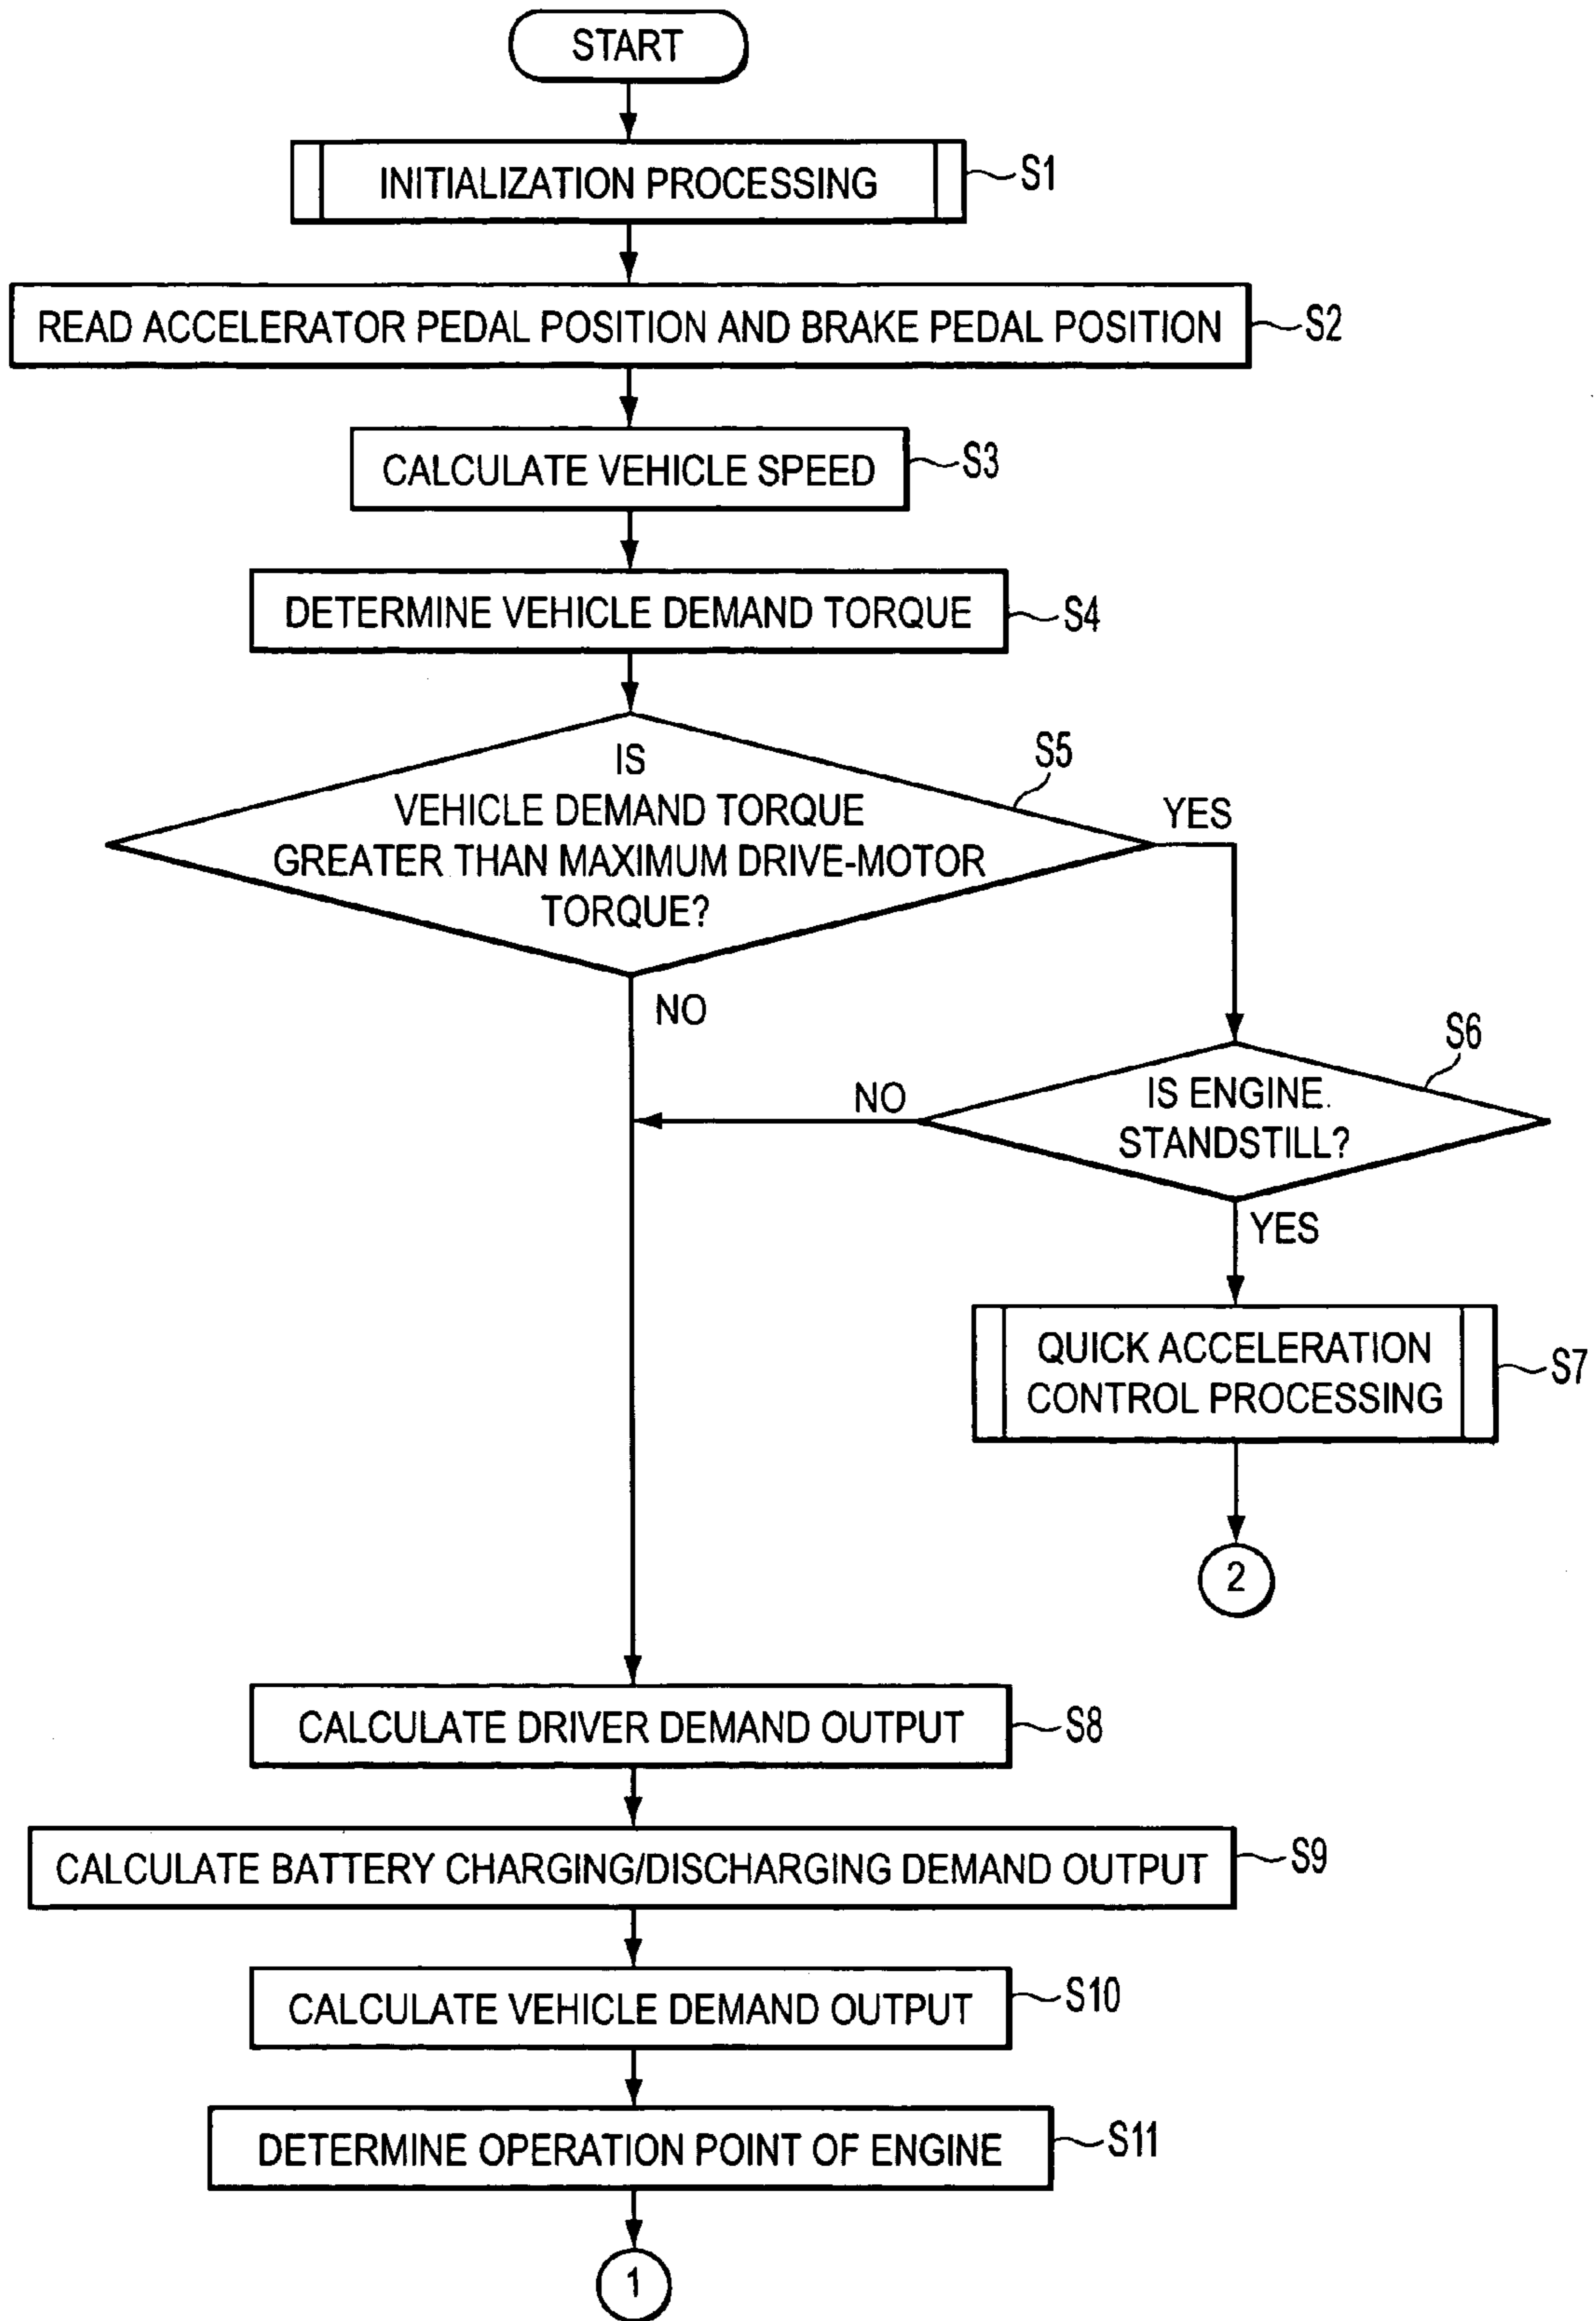 START
INITIALIZATION PROCESSING
S1
READ ACCELERATOR PEDAL POSITION AND BRAKE PEDAL POSITION
S2
CALCULATE VEHICLE SPEED
S3
DETERMINE VEHICLE DEMAND TORQUE
S4
IS
VEHICLE DEMAND TORQUE
GREATER THAN MAXIMUM DRIVE-MOTOR
TORQUE?
S5
YES
NO
S6
IS ENGINE
STANDSTILL?
NO
YES
QUICK ACCELERATION
CONTROL PROCESSING
S7
2
CALCULATE DRIVER DEMAND OUTPUT
S8
CALCULATE BATTERY CHARGING/DISCHARGING DEMAND OUTPUT
S9
CALCULATE VEHICLE DEMAND OUTPUT
S10
DETERMINE OPERATION POINT OF ENGINE
S11
1